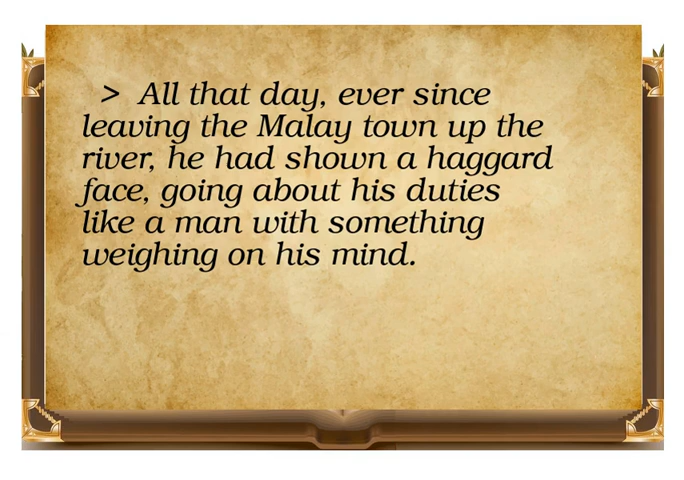 > All that day, ever since
leaving the Malay town up the
river, he had shown a haggard
face, going about his duties
like a man with something
weighing on his mind.